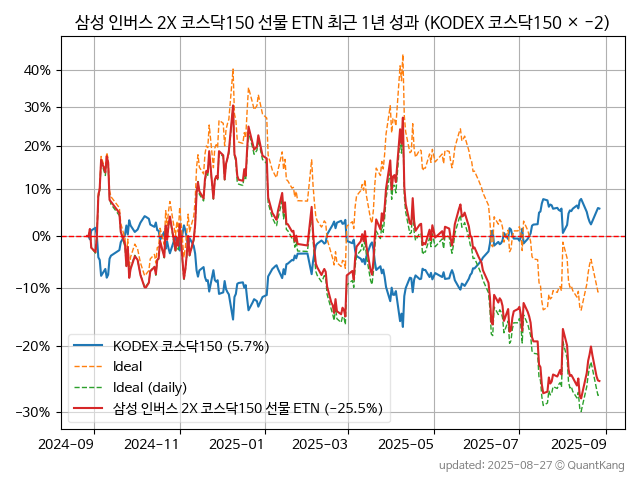 삼성 인버스 2X 코스닥150 선물 ETN 최근 1년 성과 (KODEX 코스닥150 × −2)
40%
30%
20%
10%
0%
−10%
−20%
−30%
KODEX 코스닥150 (5.7%)
Ideal
Ideal (daily)
삼성 인버스 2X 코스닥150 선물 ETN (−25.5%)
2024-09
2024-11
2025-01
2025-03
2025-05
2025-07
2025-09
updated: 2025-08-27 © QuantKang